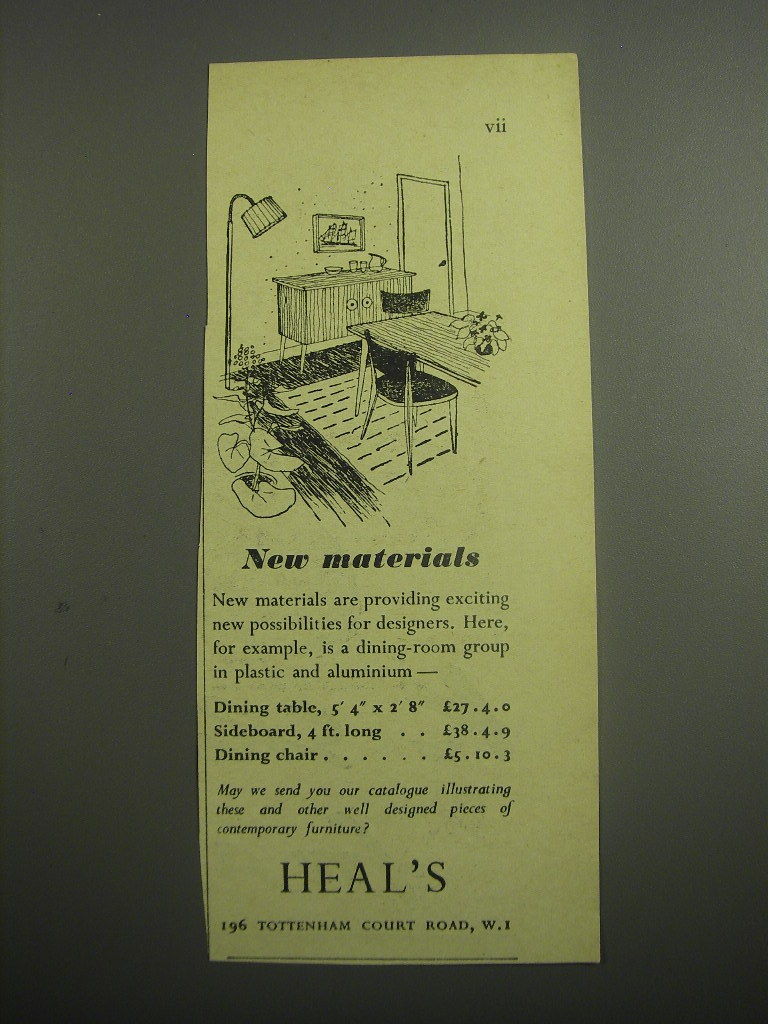 vii
New materials
New materials are providing exciting
new possibilities for designers. Here,
for example, is a dining-room group
in plastic and aluminium —
Dining table, 5′ 4″ x 2′ 8″ £27.4.0
Sideboard, 4 ft. long . . £38.4.9
Dining chair . . . . . . £5.10.3
May we send you our catalogue illustrating
these and other well designed pieces of
contemporary furniture?
HEAL'S
196 TOTTENHAM COURT ROAD, W.1